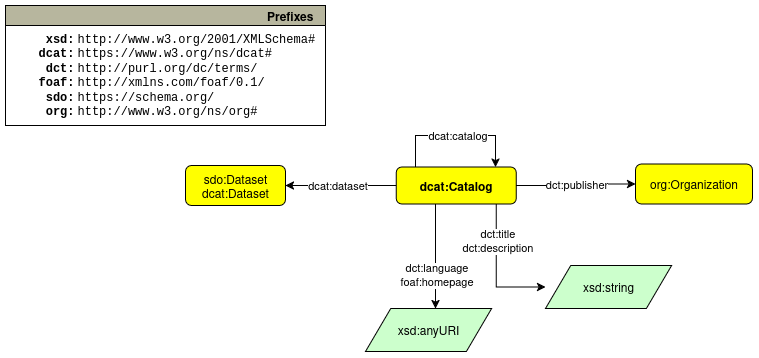 Prefixes
xsd: http://www.w3.org/2001/XMLSchema#
dcat: https://www.w3.org/ns/dcat#
dct: http://purl.org/dc/terms/
foaf: http://xmlns.com/foaf/0.1/
sdo: https://schema.org/
org: http://www.w3.org/ns/org#
dcat:catalog
sdo:Dataset
dcat:Dataset
dcat:dataset
dcat:Catalog
dct:publisher
org:Organization
dct:title
dct:description
dct:language
foaf:homepage
xsd:string
xsd:anyURI